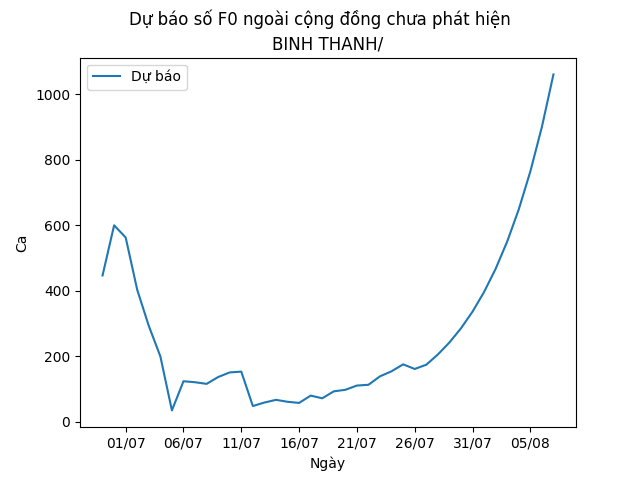 Dự báo số F0 ngoài cộng đồng chưa phát hiện
BINH THANH/
Dự báo
1000
800
600
400
200
0
Ca
01/07 06/07 11/07 16/07 21/07 26/07 31/07 05/08
Ngày